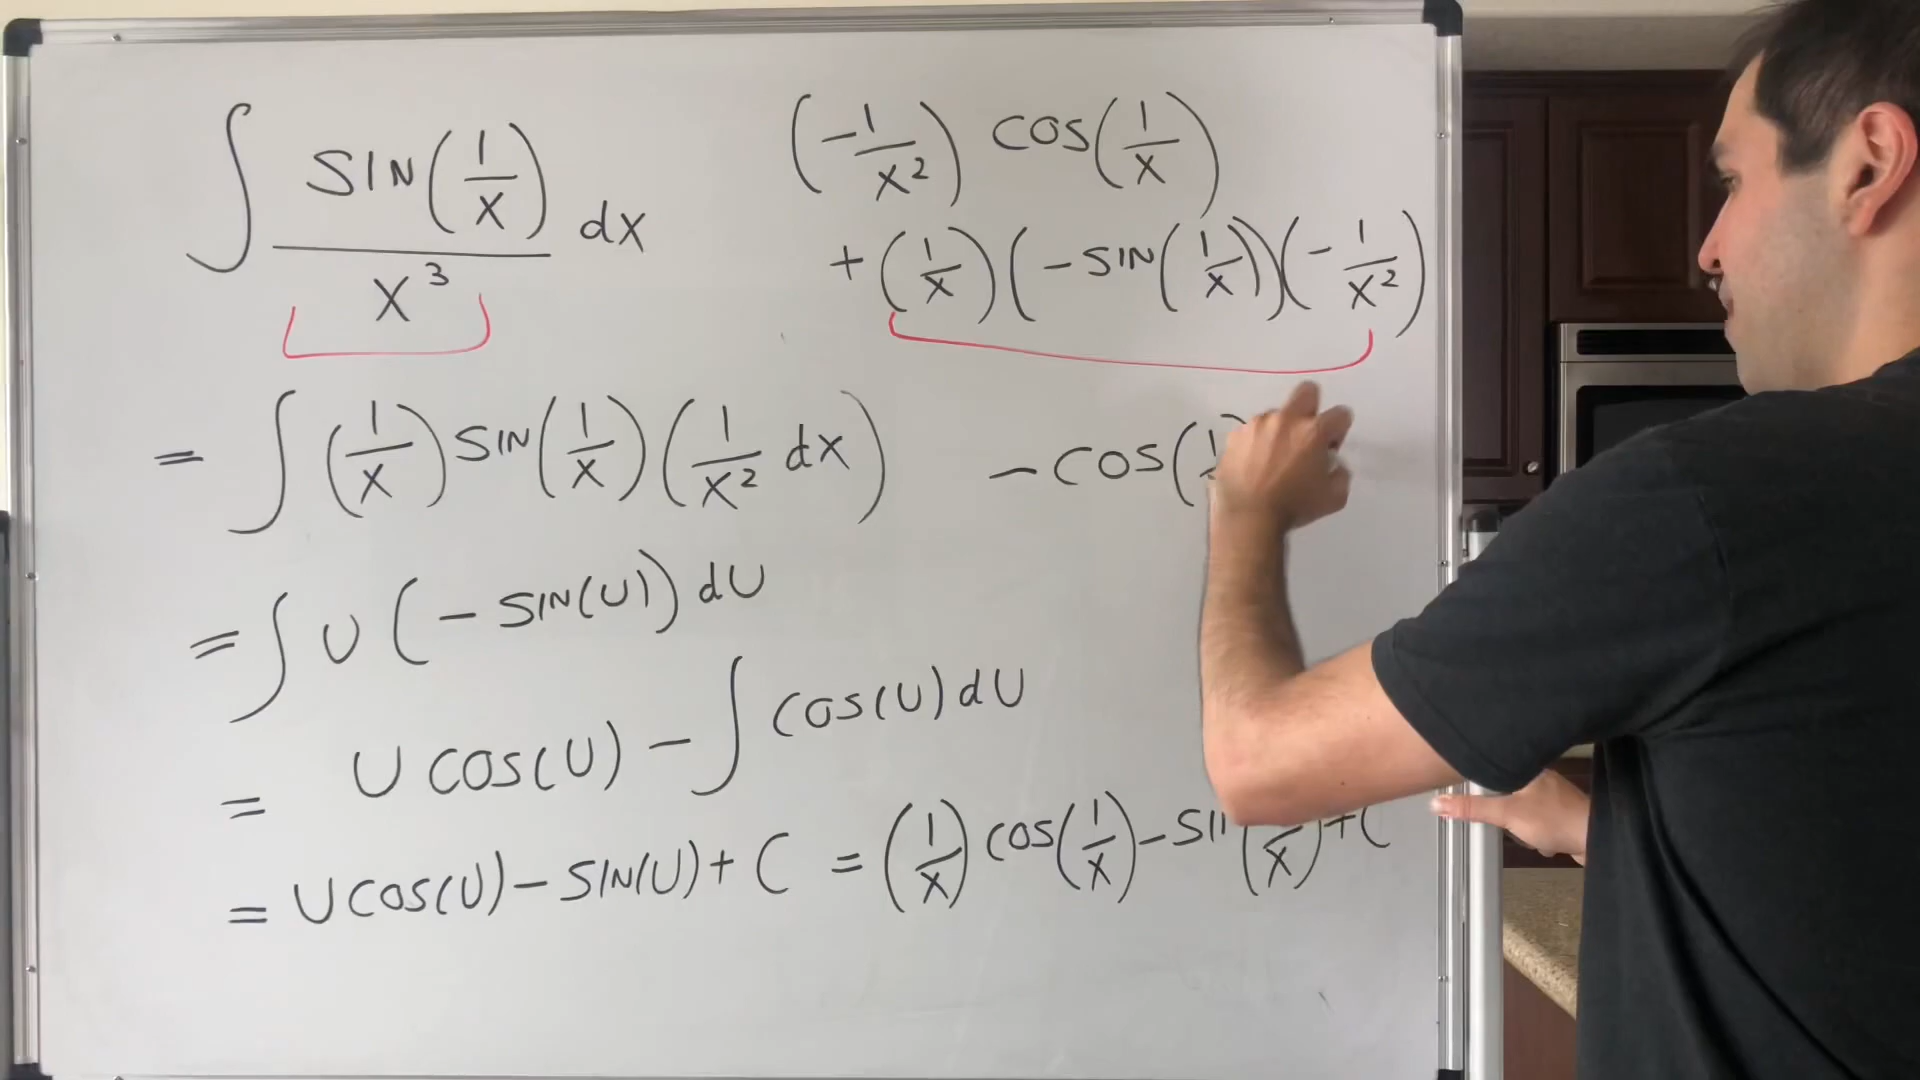 ∫ SIN(1/X)/X³ dX
= ∫ (1/X) SIN(1/X) (1/X² dX)
= ∫ U (-SIN(U)) dU
= U COS(U) - ∫ COS(U) dU
= U COS(U) - SIN(U) + C = (1/X) COS(1/X) - SIN(1/X) + C
(-1/X²) COS(1/X)
+ (1/X)(-SIN(1/X))(-1/X²)
- COS(1